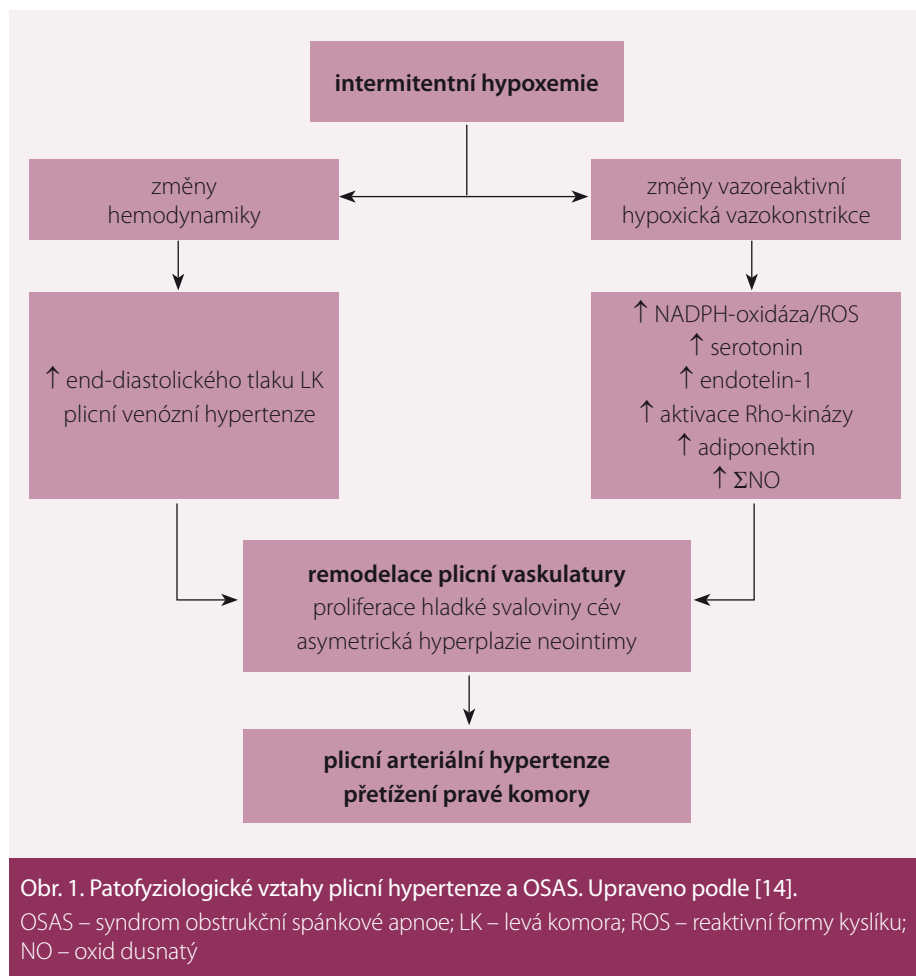 intermitentní hypoxemie
změny
hemodynamiky
změny vazoreaktivní
hypoxická vazokonstrikce
↑ end-diastolického tlaku LK
plicní venózní hypertenze
↑ NADPH-oxidáza/ROS
↑ serotonin
↑ endotelin-1
↑ aktivace Rho-kinázy
↑ adiponektin
↑ ΣNO
remodelace plicní vaskulatury
proliferace hladké svaloviny cév
asymetrická hyperplazie neointimy
plicní arteriální hypertenze
přetížení pravé komory
Obr. 1. Patofyziologické vztahy plicní hypertenze a OSAS. Upraveno podle [14].
OSAS – syndrom obstrukční spánkové apnoe; LK – levá komora; ROS – reaktivní formy kyslíku;
NO – oxid dusnatý